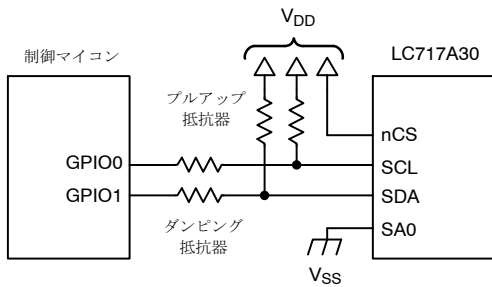 VDD
制御マイコン
LC717A30
プルアップ
抵抗器
nCS
GPIO0
SCL
GPIO1
SDA
ダンピング
抵抗器
SA0
VSS